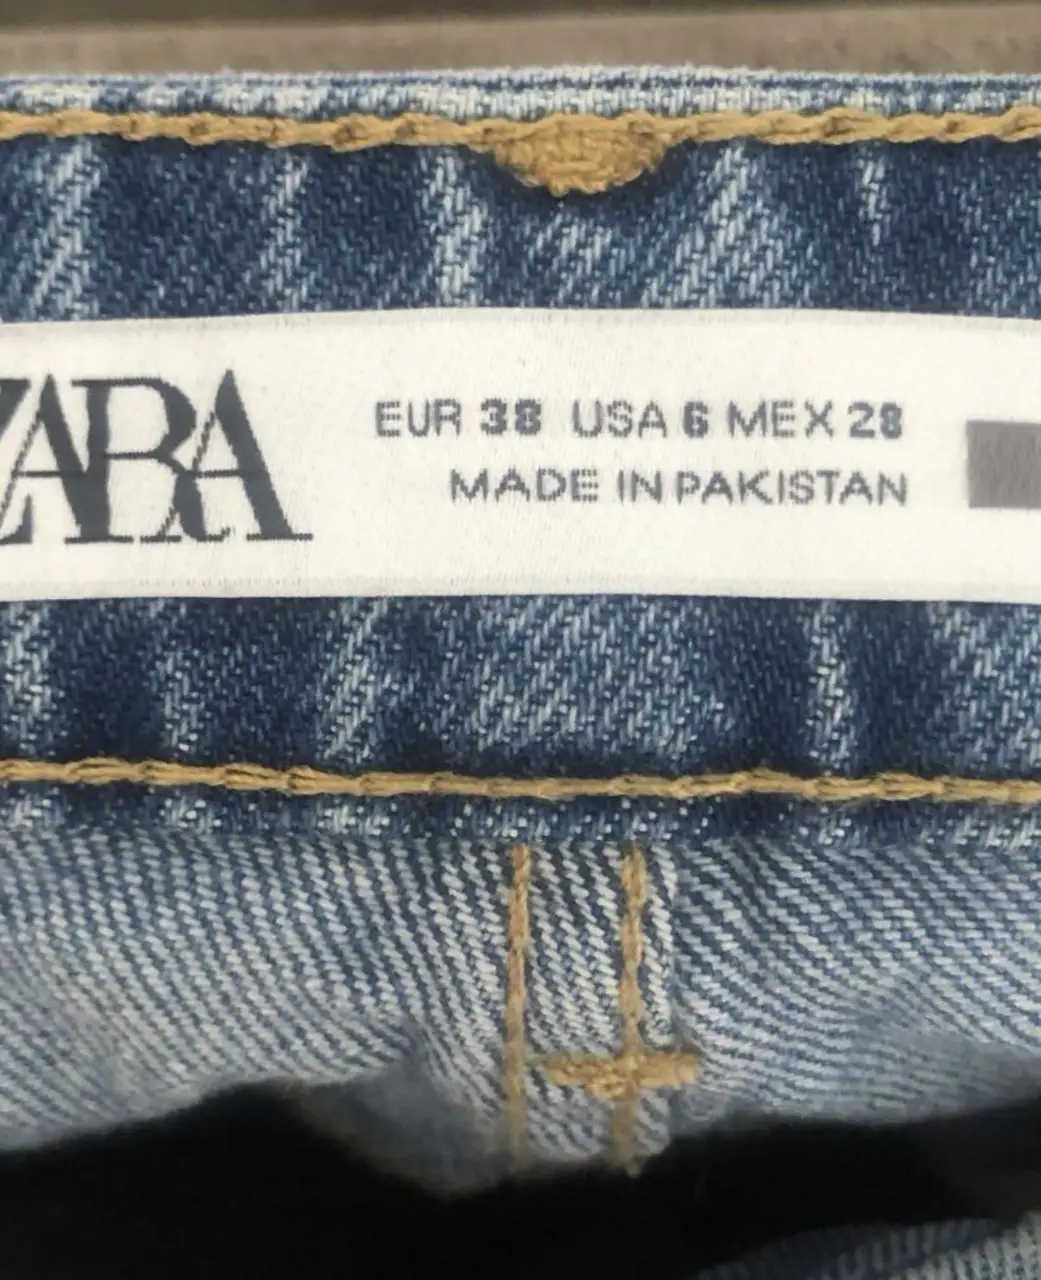 ZARA
EUR 38 USA 6 MEX 28
MADE IN PAKISTAN